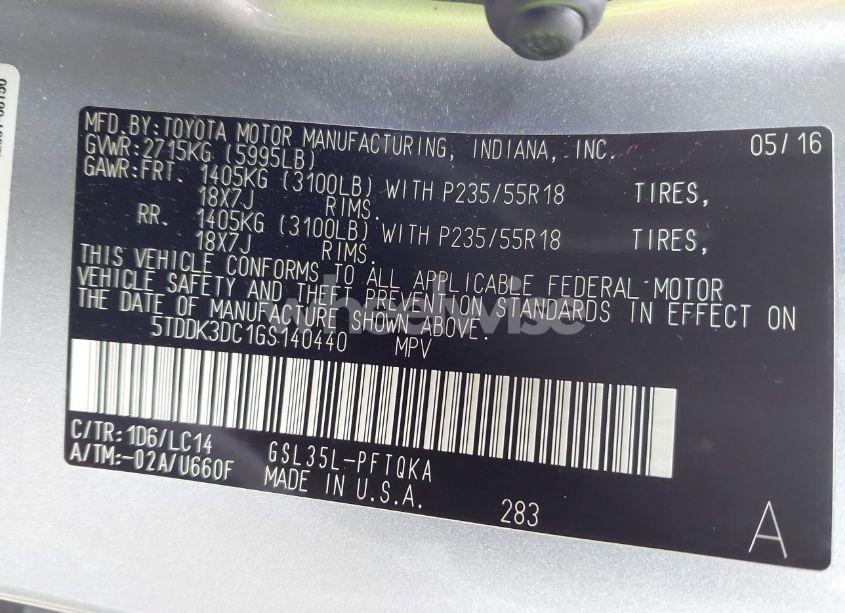 MFD.BY: TOYOTA MOTOR MANUFACTURING, INDIANA, INC. 05/16
GVWR: 2715KG (5995LB)
GAWR: FRT. 1405KG (3100LB) WITH P235/55R18 TIRES,
18X7J RIMS.
RR. 1405KG (3100LB) WITH P235/55R18 TIRES,
18X7J RIMS.
THIS VEHICLE CONFORMS TO ALL APPLICABLE FEDERAL MOTOR
VEHICLE SAFETY AND THEFT PREVENTION STANDARDS IN EFFECT ON
THE DATE OF MANUFACTURE SHOWN ABOVE.
wheelwise
5TDDK3DC1GS140440 MPV
C/TR: 1D6/LC14 GSL35L-PFTQKA
A/TM: -02A/U660F MADE IN U.S.A.
283 A